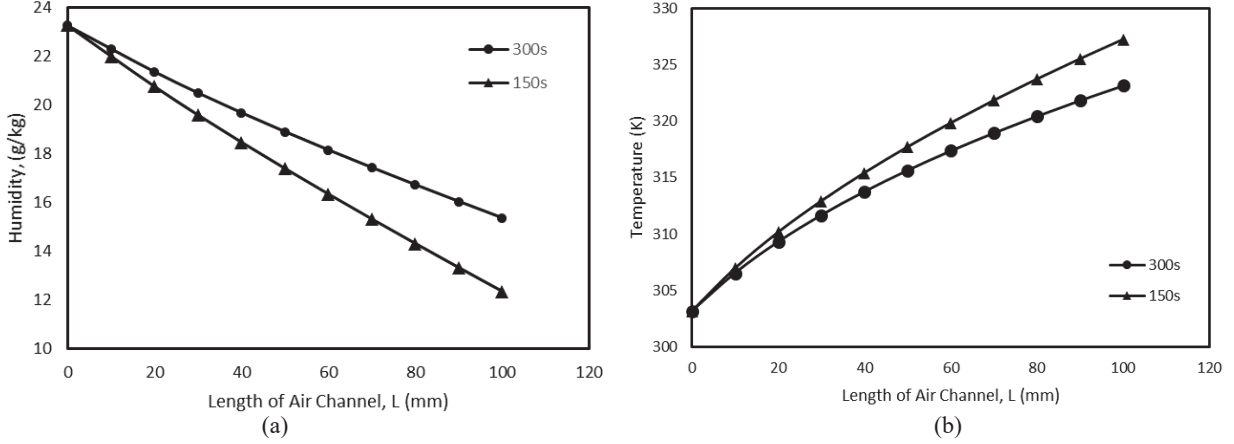 24
22
20
18
16
14
12
10
Humidity, (g/kg)
300s
150s
0 20 40 60 80 100 120
Length of Air Channel, L (mm)
(a)
330
325
320
315
310
305
300
Temperature (K)
300s
150s
0 20 40 60 80 100 120
Length of Air Channel, L (mm)
(b)